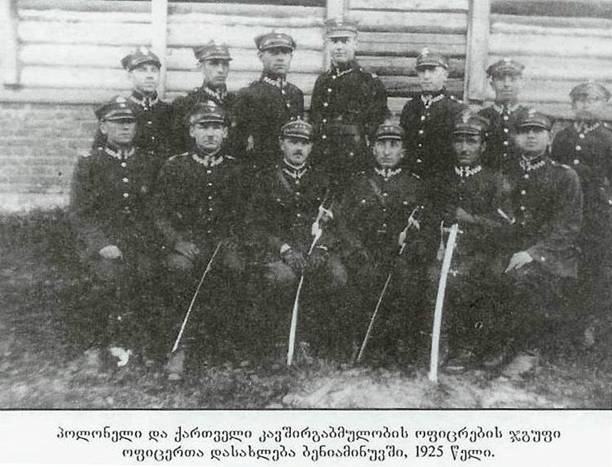 პოლონელი და ქართველი კავშირგაბმულობის ოფიცრების ჯგუფი
ოფიცერთა დასახლება ბენიამინუვში, 1925 წელი.